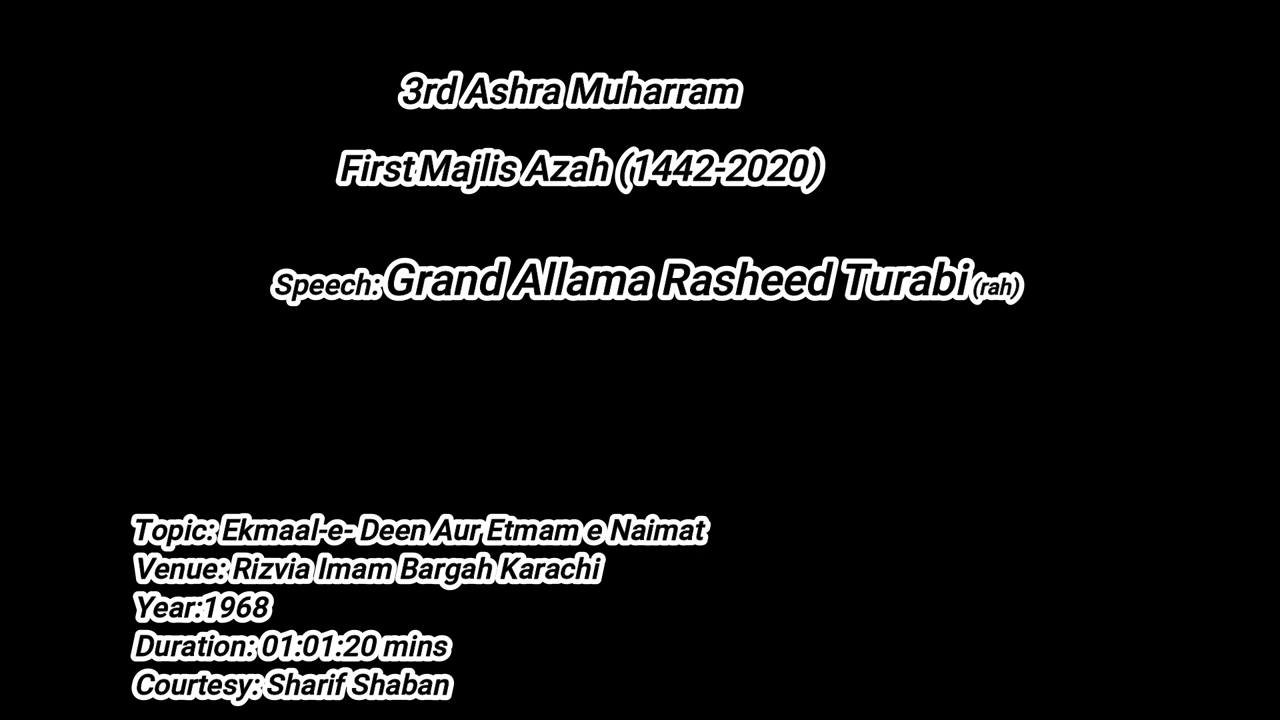 3rd Ashra Muharram
First Majlis Azah (1442-2020)
Speech: Grand Allama Rasheed Turabi (rah)
Topic: Ekmaal-e- Deen Aur Etmam e Naimat
Venue: Rizvia Imam Bargah Karachi
Year:1968
Duration: 01:01:20 mins
Courtesy: Sharif Shaban